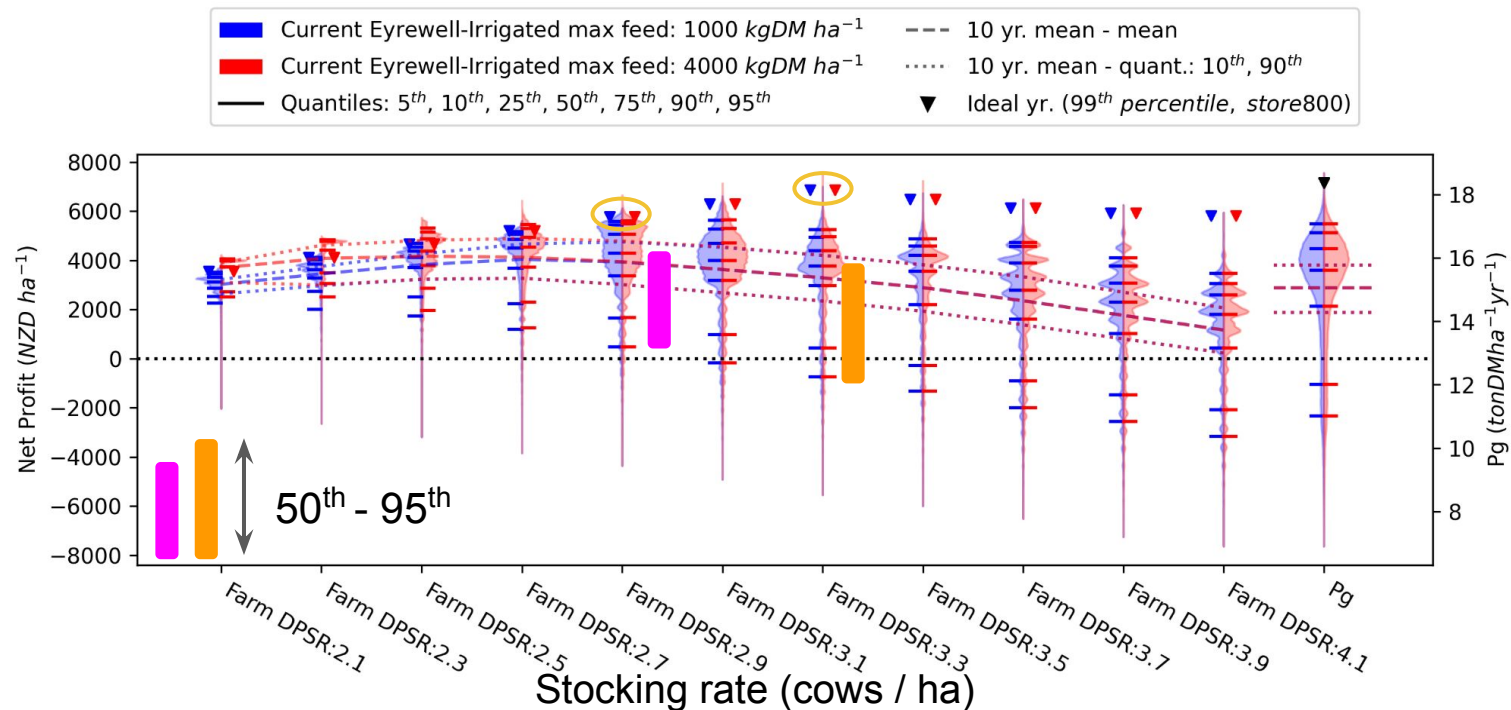 Current Eyrewell-Irrigated max feed: 1000 kgDM ha⁻¹
Current Eyrewell-Irrigated max feed: 4000 kgDM ha⁻¹
Quantiles: 5th, 10th, 25th, 50th, 75th, 90th, 95th
10 yr. mean - mean
10 yr. mean - quant.: 10th, 90th
Ideal yr. (99th percentile, store800)
Net Profit (NZD ha⁻¹)
8000
6000
4000
2000
0
−2000
−4000
−6000
−8000
50th - 95th
18
16
14
12
10
8
Pg (tonDMha⁻¹yr⁻¹)
Farm DPSR:2.1
Farm DPSR:2.3
Farm DPSR:2.5
Farm DPSR:2.7
Farm DPSR:2.9
Farm DPSR:3.1
Farm DPSR:3.3
Farm DPSR:3.5
Farm DPSR:3.7
Farm DPSR:3.9
Farm DPSR:4.1
Pg
Stocking rate (cows / ha)